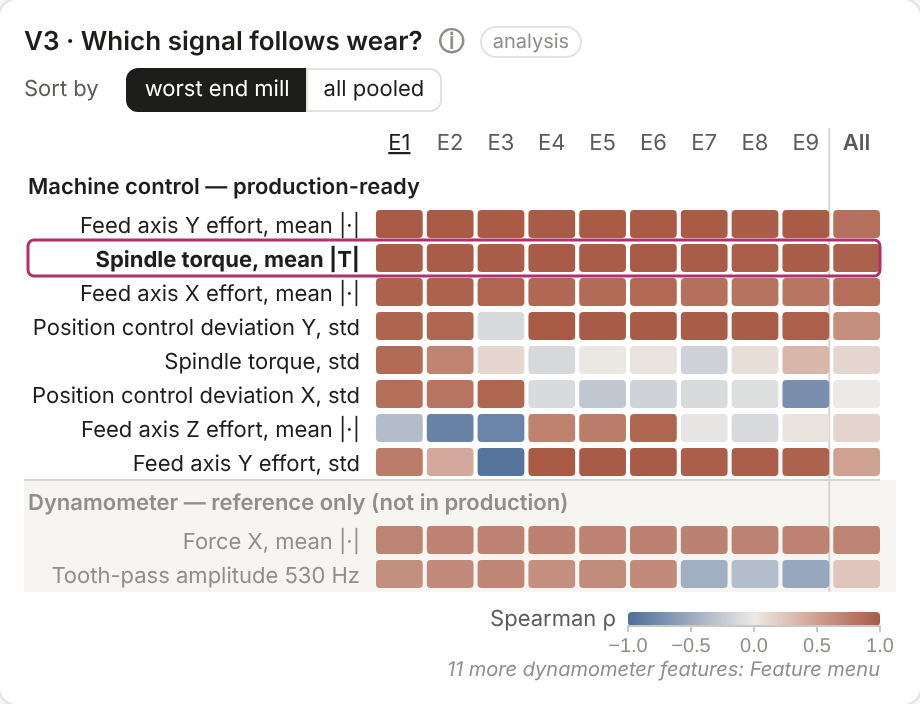 V3 · Which signal follows wear? ⓘ analysis
Sort by worst end mill all pooled
E1 E2 E3 E4 E5 E6 E7 E8 E9 All
Machine control — production-ready
Feed axis Y effort, mean |·|
Spindle torque, mean |T|
Feed axis X effort, mean |·|
Position control deviation Y, std
Spindle torque, std
Position control deviation X, std
Feed axis Z effort, mean |·|
Feed axis Y effort, std
Dynamometer — reference only (not in production)
Force X, mean |·|
Tooth-pass amplitude 530 Hz
Spearman ρ
−1.0 −0.5 0.0 0.5 1.0
11 more dynamometer features: Feature menu